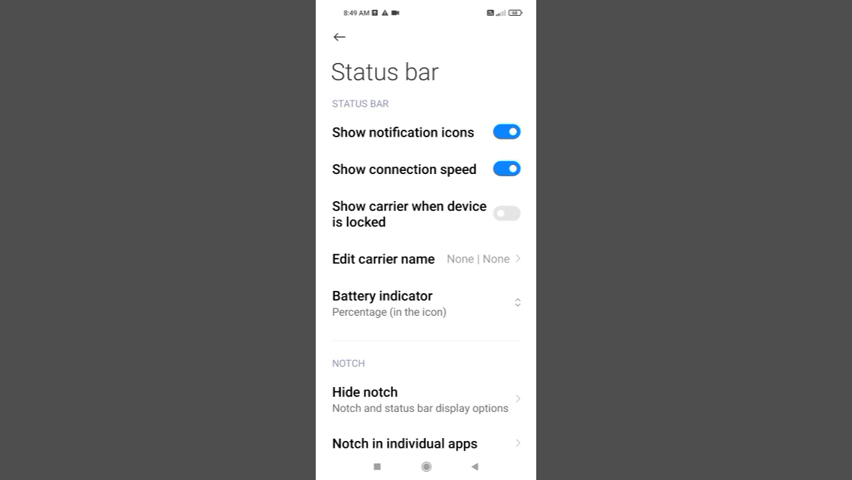 8:49 AM
Status bar
STATUS BAR
Show notification icons
Show connection speed
Show carrier when device
is locked
Edit carrier name None | None
Battery indicator
Percentage (in the icon)
NOTCH
Hide notch
Notch and status bar display options
Notch in individual apps